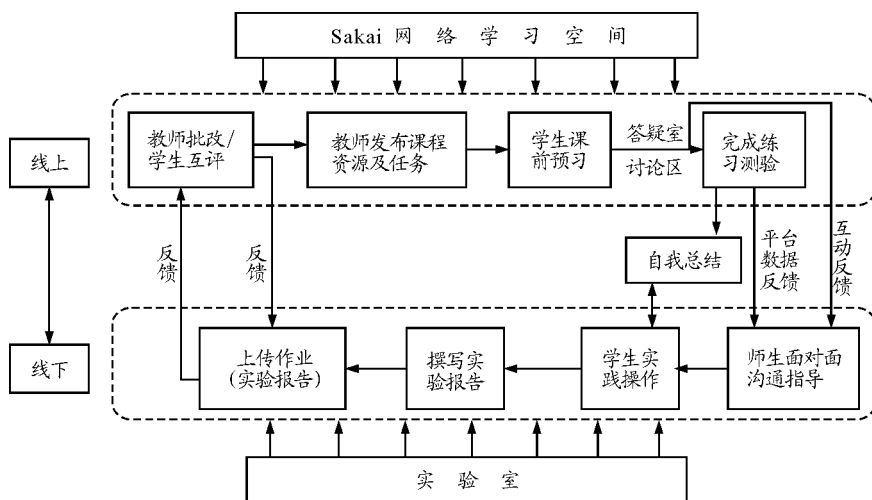 Sakai 网络学习空间
线上
教师批改/
学生互评
教师发布课程
资源及任务
学生课
前预习
答疑室
讨论区
完成练
习测验
反馈
反馈
自我总结
平台
数据
反馈
互动反馈
线下
上传作业
(实验报告)
撰写实
验报告
学生实
践操作
师生面对面
沟通指导
实验室